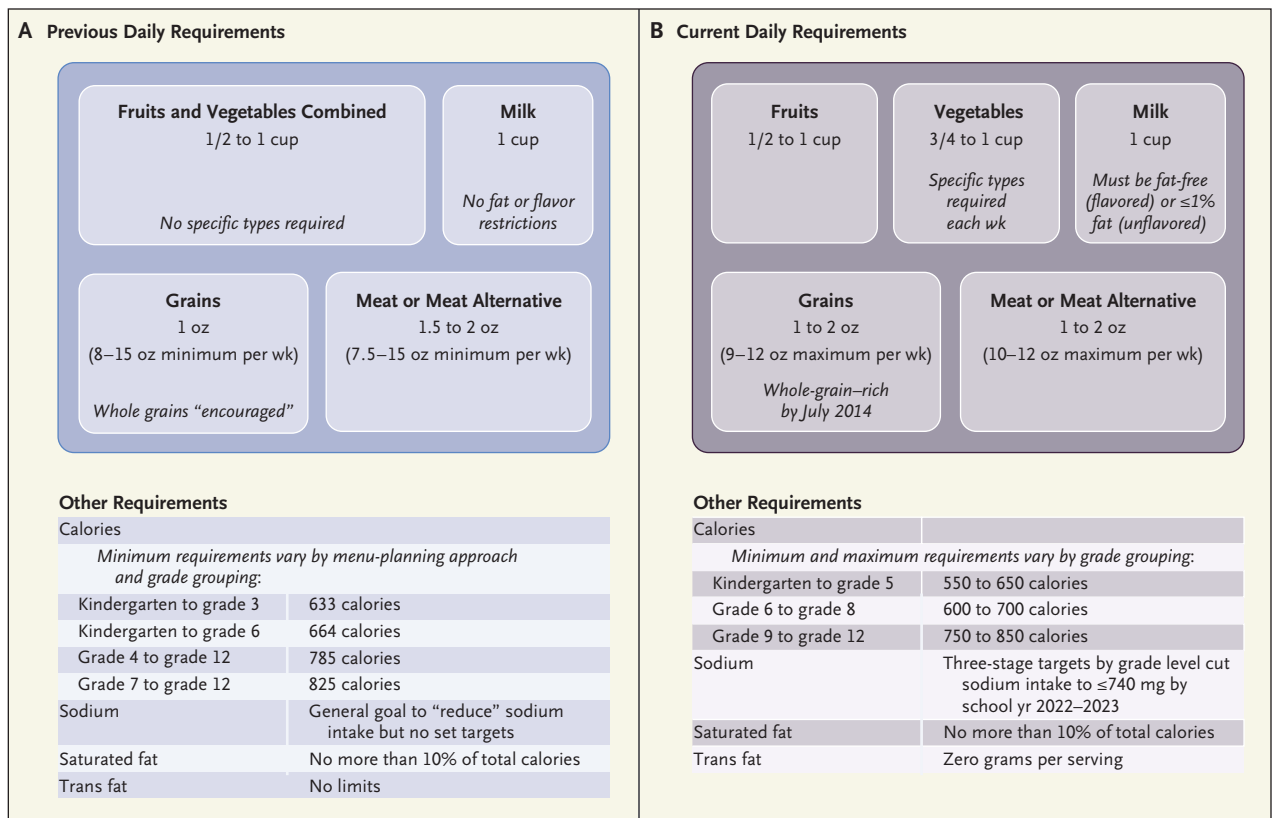 A Previous Daily Requirements
Fruits and Vegetables Combined
1/2 to 1 cup
No specific types required
Milk
1 cup
No fat or flavor
restrictions
Grains
1 oz
(8–15 oz minimum per wk)
Whole grains “encouraged”
Meat or Meat Alternative
1.5 to 2 oz
(7.5–15 oz minimum per wk)
Other Requirements
Calories
Minimum requirements vary by menu-planning approach
and grade grouping:
Kindergarten to grade 3 633 calories
Kindergarten to grade 6 664 calories
Grade 4 to grade 12 785 calories
Grade 7 to grade 12 825 calories
Sodium General goal to “reduce” sodium
intake but no set targets
Saturated fat No more than 10% of total calories
Trans fat No limits
B Current Daily Requirements
Fruits
1/2 to 1 cup
Vegetables
3/4 to 1 cup
Specific types
required
each wk
Milk
1 cup
Must be fat-free
(flavored) or ≤1%
fat (unflavored)
Grains
1 to 2 oz
(9–12 oz maximum per wk)
Whole-grain–rich
by July 2014
Meat or Meat Alternative
1 to 2 oz
(10–12 oz maximum per wk)
Other Requirements
Calories
Minimum and maximum requirements vary by grade grouping:
Kindergarten to grade 5 550 to 650 calories
Grade 6 to grade 8 600 to 700 calories
Grade 9 to grade 12 750 to 850 calories
Sodium Three-stage targets by grade level cut
sodium intake to ≤740 mg by
school yr 2022–2023
Saturated fat No more than 10% of total calories
Trans fat Zero grams per serving